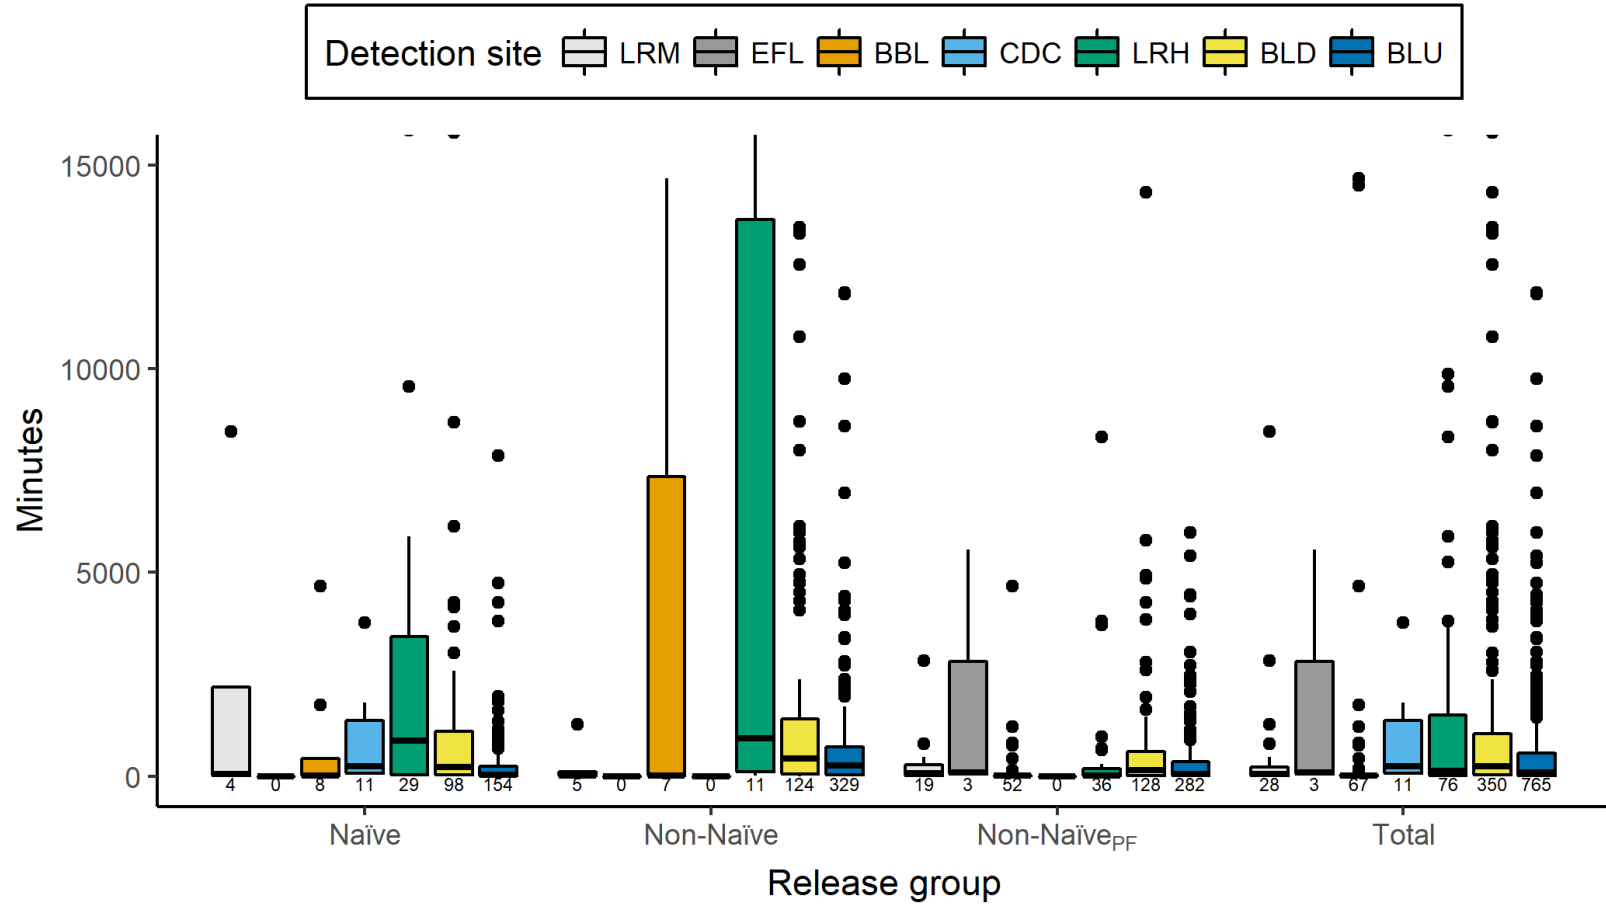 Detection site LRM EFL BBL CDC LRH BLD BLU
15000
10000
5000
0
Minutes
4 0 8 11 29 98 154 5 0 7 0 11 124 329 19 3 52 0 36 128 282 28 3 67 11 76 350 765
Naïve Non-Naïve Non-NaïvePF Total
Release group